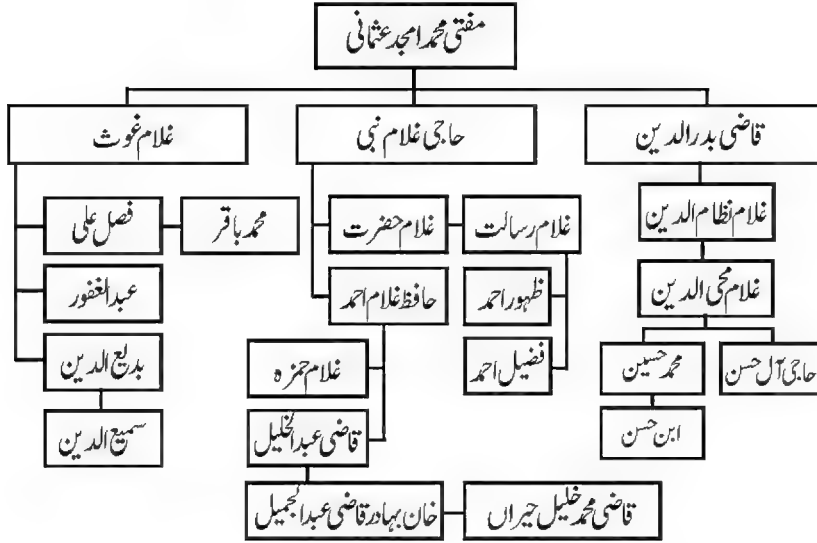 مفتی محمد امجد عثمانی
قاضی بدرالدین
حاجی غلام نبی
غلام غوث
غلام نظام الدین
غلام رسالت
غلام حضرت
محمد باقر
فصل علی
غلام محی الدین
ظہور احمد
حافظ غلام احمد
عبدالغفور
حاجی آل حسن
محمد حسین
فضیل احمد
غلام حمزہ
بدیع الدین
ابن حسن
قاضی عبدالخلیل
سمیع الدین
قاضی محمد خلیل حیراں
خان بہادر قاضی عبدالجمیل